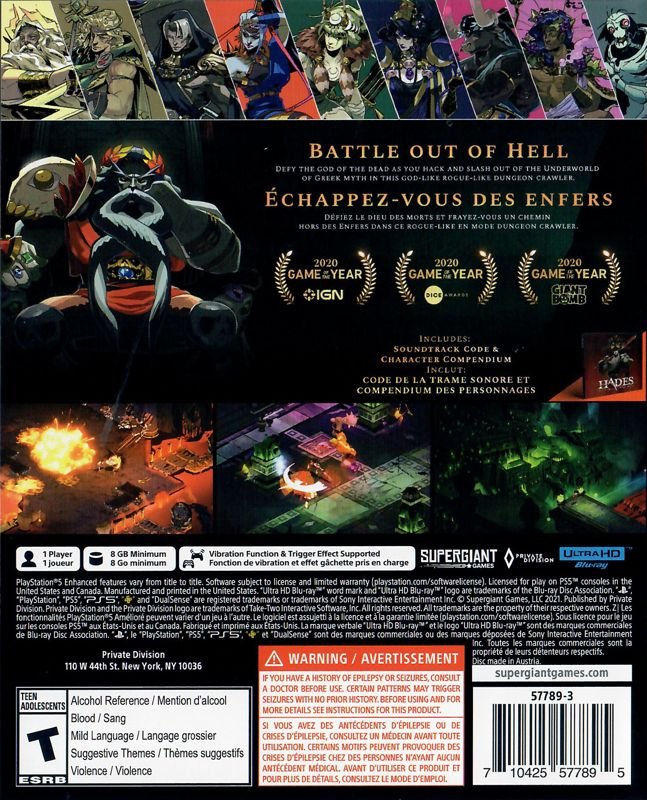 BATTLE OUT OF HELL
DEFY THE GOD OF THE DEAD AS YOU HACK AND SLASH OUT OF THE UNDERWORLD
OF GREEK MYTH IN THIS GOD-LIKE ROGUE-LIKE DUNGEON CRAWLER.
ÉCHAPPEZ-VOUS DES ENFERS
DÉFIEZ LE DIEU DES MORTS ET FRAYEZ-VOUS UN CHEMIN
HORS DES ENFERS DANS CE ROGUE-LIKE EN MODE DUNGEON CRAWLER.
2020
GAME OF THE YEAR
IGN
2020
GAME OF THE YEAR
DICE AWARDS
2020
GAME OF THE YEAR
GIANT BOMB
INCLUDES:
SOUNDTRACK CODE &
CHARACTER COMPENDIUM
INCLUT:
CODE DE LA TRAME SONORE ET
COMPENDIUM DES PERSONNAGES
HADES
1 Player
1 joueur
8 GB Minimum
8 Go minimum
Vibration Function & Trigger Effect Supported
Fonction de vibration et effet gâchette pris en charge
SUPERGIANT GAMES
PRIVATE DIVISION
ULTRA HD Blu-ray
PlayStation®5 Enhanced features vary from title to title. Software subject to license and limited warranty (playstation.com/softwarelicense). Licensed for play on PS5™ consoles in the
United States and Canada. Manufactured and printed in the United States. "Ultra HD Blu-ray™" word mark and "Ultra HD Blu-ray™" logo are trademarks of the Blu-ray Disc Association. " ",
"PlayStation", "PS5", "PS5", " " and "DualSense" are registered trademarks or trademarks of Sony Interactive Entertainment Inc. © Supergiant Games, LLC 2021. Published by Private
Division. Private Division and the Private Division logo are trademarks of Take-Two Interactive Software, Inc. All rights reserved. All trademarks are the property of their respective owners. Z| Les
fonctionnalités PlayStation®5 Amélioré peuvent varier d'un jeu à l'autre. Le logiciel est assujetti à la licence et à la garantie limitée (playstation.com/softwarelicense). Sous licence pour le jeu
sur les consoles PS5™ aux États-Unis et au Canada. Fabriqué et imprimé aux États-Unis. La marque verbale "Ultra HD Blu-ray™" et le logo "Ultra HD Blu-ray™" sont des marques commerciales
de Blu-ray Disc Association. " ", le "PlayStation", "PS5", "PS5", " " et "DualSense" sont des marques commerciales ou des marques déposées de Sony Interactive Entertainment
Inc. Toutes les marques commerciales sont la
propriété de leurs détenteurs respectifs.
Disc made in Austria.
Private Division
110 W 44th St. New York, NY 10036
supergiantgames.com
TEEN
ADOLESCENTS
T
ESRB
Alcohol Reference / Mention d'alcool
Blood / Sang
Mild Language / Langage grossier
Suggestive Themes / Thèmes suggestifs
Violence / Violence
WARNING / AVERTISSEMENT
IF YOU HAVE A HISTORY OF EPILEPSY OR SEIZURES, CONSULT
A DOCTOR BEFORE USE. CERTAIN PATTERNS MAY TRIGGER
SEIZURES WITH NO PRIOR HISTORY. BEFORE USING AND FOR
MORE DETAILS SEE INSTRUCTIONS FOR THIS PRODUCT.
SI VOUS AVEZ DES ANTÉCÉDENTS D'ÉPILEPSIE OU DE
CRISES D'ÉPILEPSIE, CONSULTEZ UN MÉDECIN AVANT TOUTE
UTILISATION. CERTAINS MOTIFS PEUVENT PROVOQUER DES
CRISES D'ÉPILEPSIE CHEZ DES PERSONNES N'AYANT AUCUN
ANTÉCÉDENT MÉDICAL. AVANT D'UTILISER CE PRODUIT ET
POUR PLUS DE DÉTAILS, CONSULTEZ LE MODE D'EMPLOI.
57789-3
7 10425 57789 5